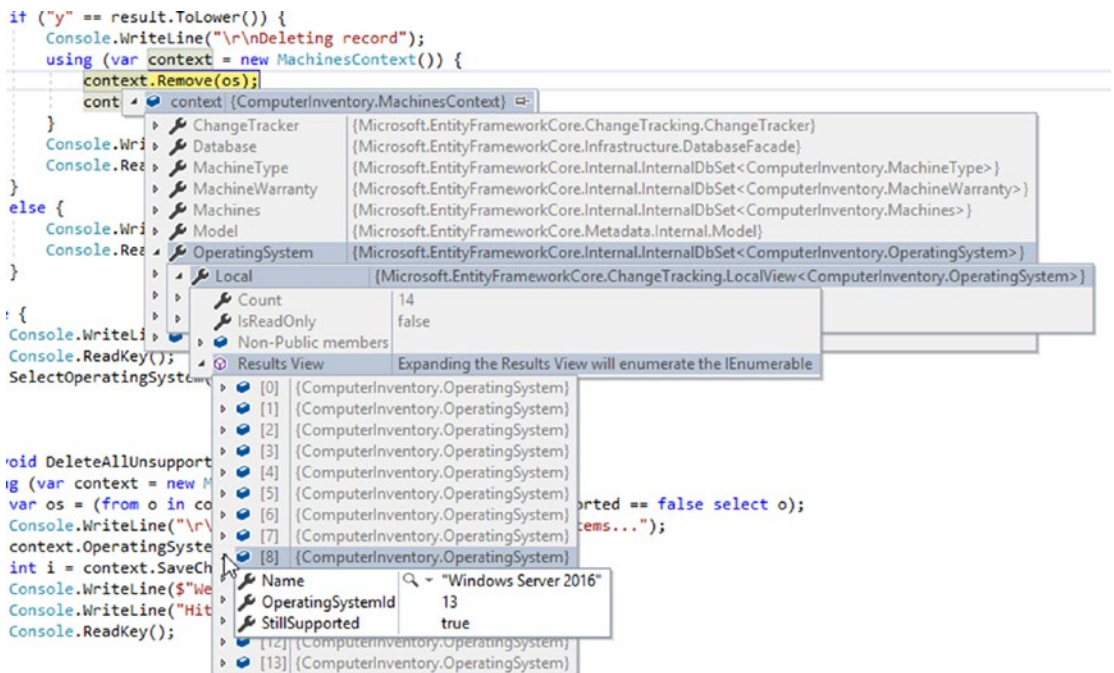 if ("y" == result.ToLower()) {
Console.WriteLine("\r\nDeleting record");
using (var context = new MachinesContext()) {
context.Remove(os);
cont context {ComputerInventory.MachinesContext}
} ChangeTracker {Microsoft.EntityFrameworkCore.ChangeTracking.ChangeTracker}
Console.Wri Database {Microsoft.EntityFrameworkCore.Infrastructure.DatabaseFacade}
Console.Rea MachineType {Microsoft.EntityFrameworkCore.Internal.InternalDbSet<ComputerInventory.MachineType>}
} MachineWarranty {Microsoft.EntityFrameworkCore.Internal.InternalDbSet<ComputerInventory.MachineWarranty>}
else { Machines {Microsoft.EntityFrameworkCore.Internal.InternalDbSet<ComputerInventory.Machines>}
Console.Wri Model {Microsoft.EntityFrameworkCore.Metadata.Internal.Model}
Console.Rea OperatingSystem {Microsoft.EntityFrameworkCore.Internal.InternalDbSet<ComputerInventory.OperatingSystem>}
} Local {Microsoft.EntityFrameworkCore.ChangeTracking.LocalView<ComputerInventory.OperatingSystem>}
Count 14
{ IsReadOnly false
Console.WriteLi Non-Public members
Console.ReadKey(); Results View Expanding the Results View will enumerate the IEnumerable
SelectOperatingSystem(
[0] {ComputerInventory.OperatingSystem}
[1] {ComputerInventory.OperatingSystem}
[2] {ComputerInventory.OperatingSystem}
[3] {ComputerInventory.OperatingSystem}
void DeleteAllUnsupport [4] {ComputerInventory.OperatingSystem}
ng (var context = new M [5] {ComputerInventory.OperatingSystem}
var os = (from o in co [6] {ComputerInventory.OperatingSystem} orted == false select o);
Console.WriteLine("\r\ [7] {ComputerInventory.OperatingSystem} tems...");
context.OperatingSyste [8] {ComputerInventory.OperatingSystem}
int i = context.SaveCh Name "Windows Server 2016"
Console.WriteLine($"We OperatingSystemId 13
Console.WriteLine("Hit StillSupported true
Console.ReadKey(); [12] {ComputerInventory.OperatingSystem}
[13] {ComputerInventory.OperatingSystem}